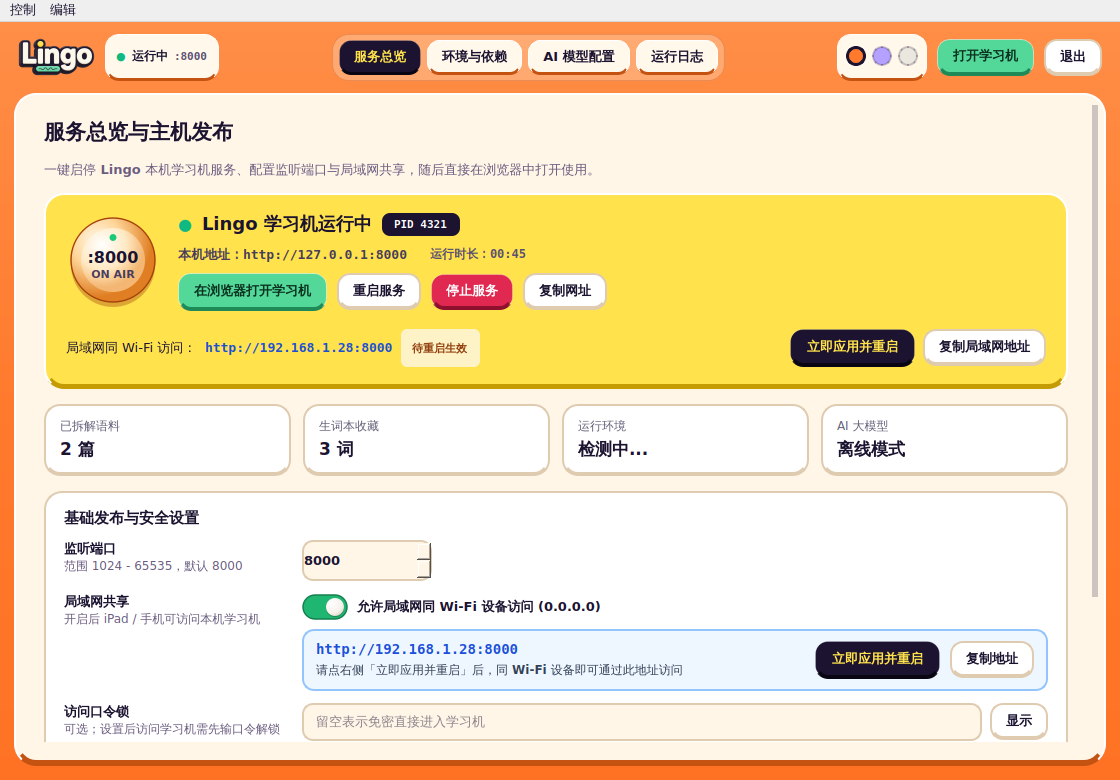 控制 编辑
Lingo
运行中 :8000
服务总览 环境与依赖 AI 模型配置 运行日志
打开学习机 退出
服务总览与主机发布
一键启停 Lingo 本机学习机服务、配置监听端口与局域网共享，随后直接在浏览器中打开使用。
:8000
ON AIR
Lingo 学习机运行中 PID 4321
本机地址：http://127.0.0.1:8000 运行时长：00:45
在浏览器打开学习机 重启服务 停止服务 复制网址
局域网同 Wi-Fi 访问： http://192.168.1.28:8000 待重启生效 立即应用并重启 复制局域网地址
已拆解语料
2 篇
生词本收藏
3 词
运行环境
检测中...
AI 大模型
离线模式
基础发布与安全设置
监听端口
范围 1024 - 65535，默认 8000
8000
局域网共享
开启后 iPad / 手机可访问本机学习机
允许局域网同 Wi-Fi 设备访问 (0.0.0.0)
http://192.168.1.28:8000
请点右侧「立即应用并重启」后，同 Wi-Fi 设备即可通过此地址访问
立即应用并重启 复制地址
访问口令锁
可选；设置后访问学习机需先输口令解锁
留空表示免密直接进入学习机
显示